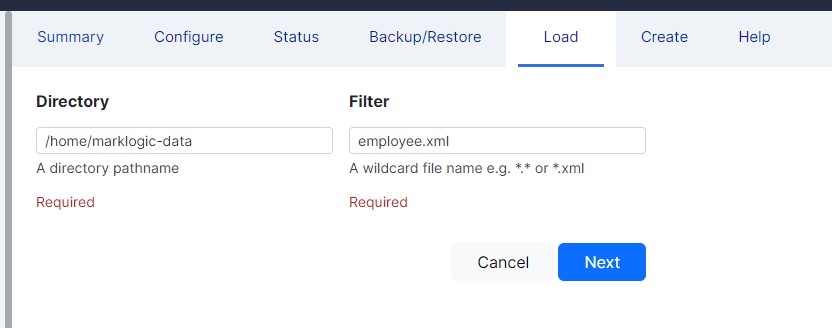 Summary Configure Status Backup/Restore Load Create Help
Directory Filter
/home/marklogic-data employee.xml
A directory pathname A wildcard file name e.g. *.* or *.xml
Required Required
Cancel Next